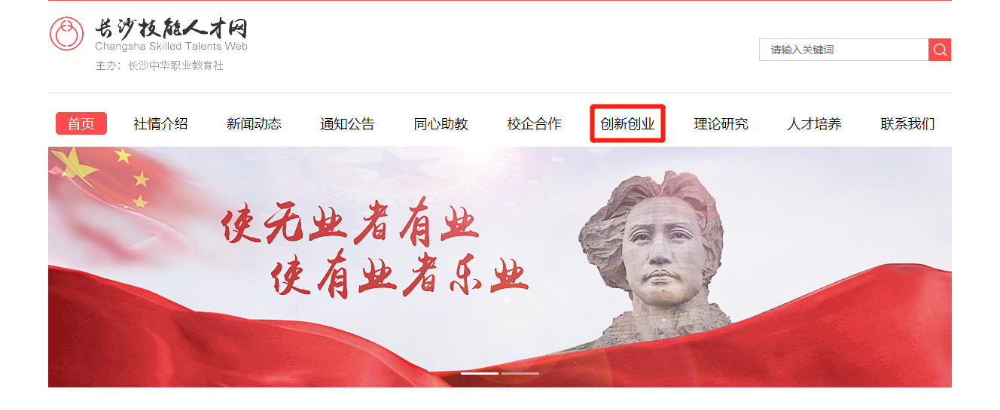 长沙技能人才网
Changsha Skilled Talents Web
主办：长沙中华职业教育社
请输入关键词
首页 社情介绍 新闻动态 通知公告 同心助教 校企合作 创新创业 理论研究 人才培养 联系我们
使无业者有业
使有业者乐业